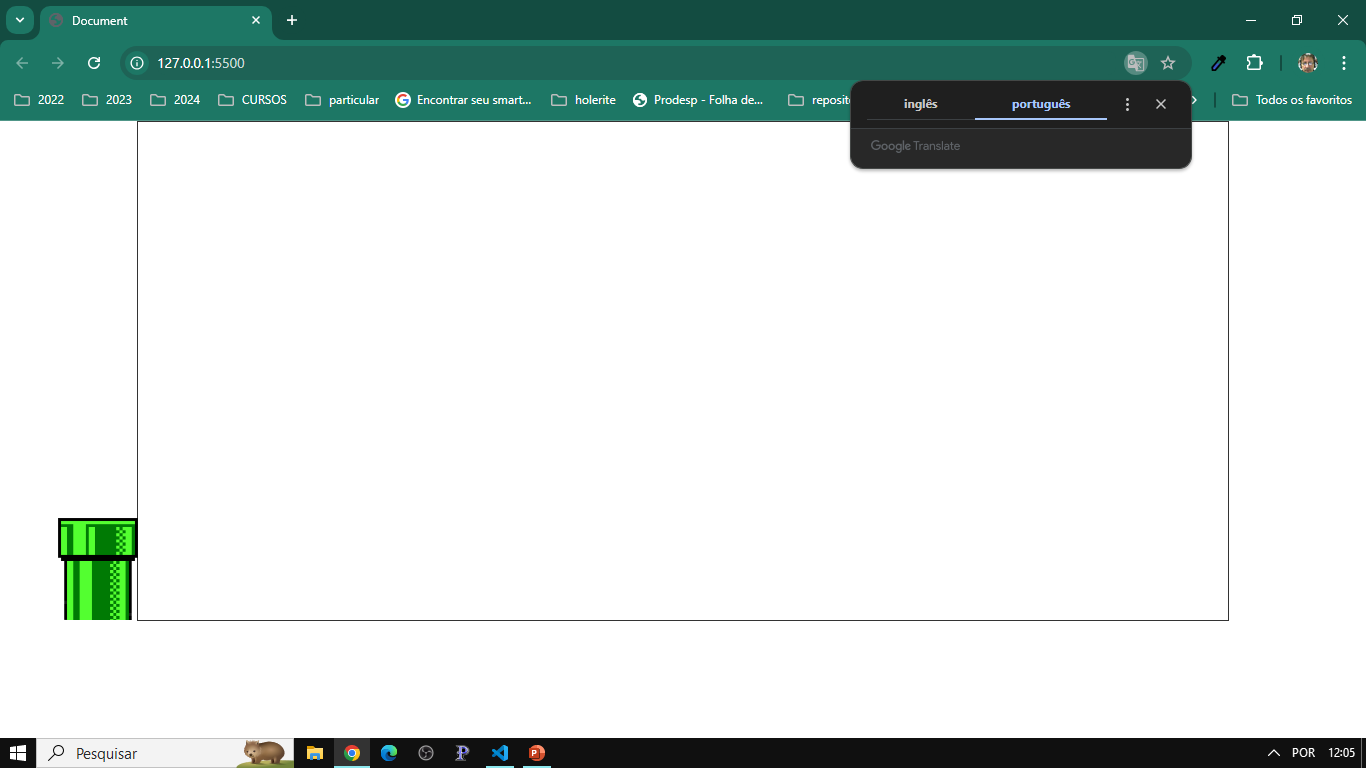 Document
127.0.0.1:5500
2022 2023 2024 CURSOS particular Encontrar seu smart... holerite Prodesp - Folha de... reposit Todos os favoritos
inglês português
Google Translate
Pesquisar POR 12:05